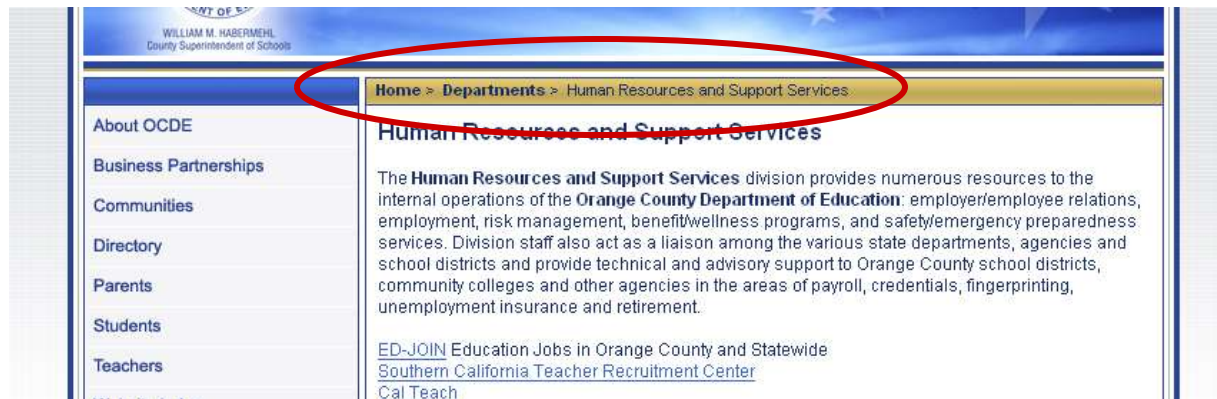 WILLIAM M. HABERMEHL
County Superintendent of Schools
Home > Departments > Human Resources and Support Services
About OCDE
Business Partnerships
Communities
Directory
Parents
Students
Teachers
Human Resources and Support Services
The Human Resources and Support Services division provides numerous resources to the
internal operations of the Orange County Department of Education: employer/employee relations,
employment, risk management, benefit/wellness programs, and safety/emergency preparedness
services. Division staff also act as a liaison among the various state departments, agencies and
school districts and provide technical and advisory support to Orange County school districts,
community colleges and other agencies in the areas of payroll, credentials, fingerprinting,
unemployment insurance and retirement.
ED-JOIN Education Jobs in Orange County and Statewide
Southern California Teacher Recruitment Center
Cal Teach